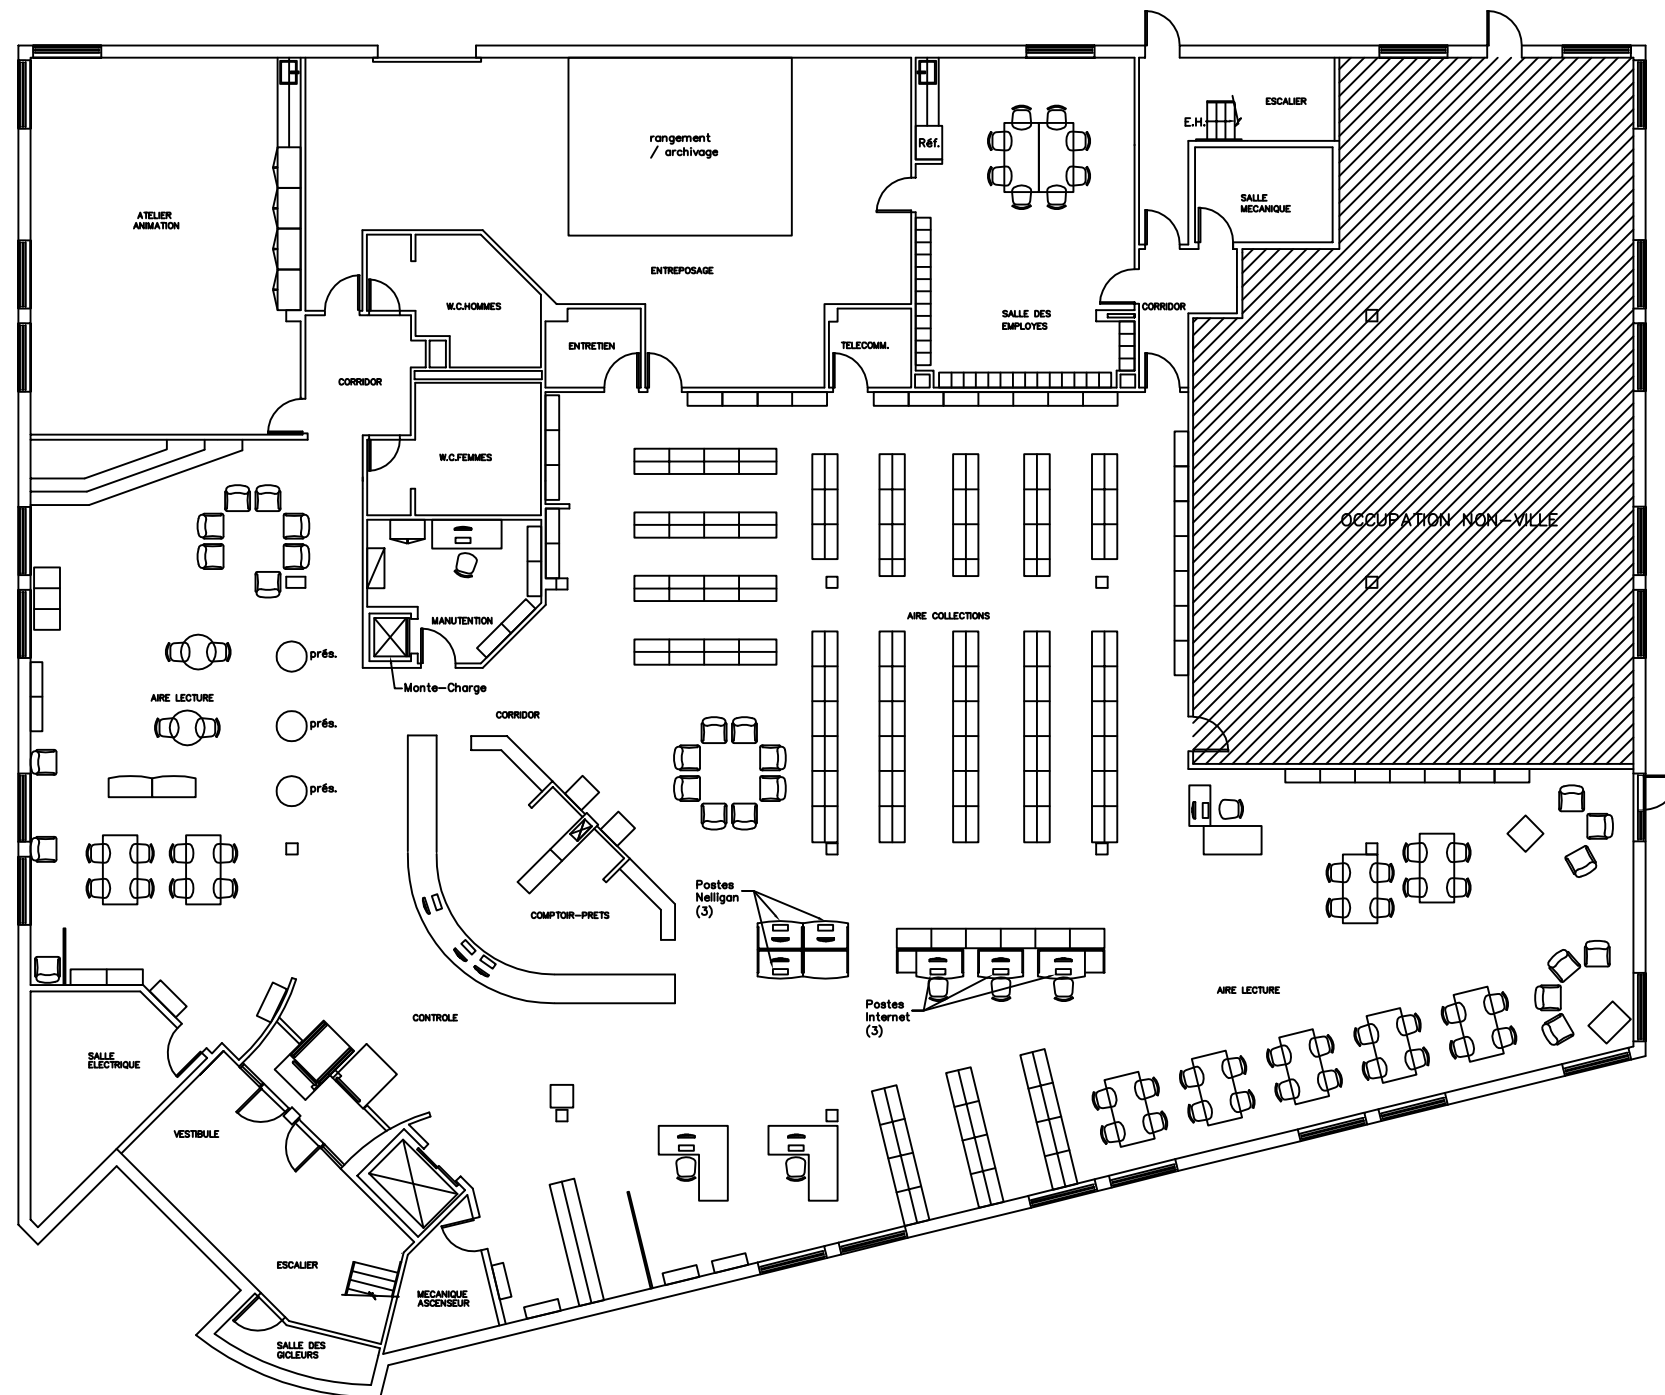 ESCALIER
E.H.
rangement
/ archivage
Réf.
SALLE
MECANIQUE
ATELIER
ANIMATION
ENTREPOSAGE
W.C.HOMMES
CORRIDOR
SALLE DES
EMPLOYES
ENTRETIEN
TELECOMM.
CORRIDOR
W.C.FEMMES
OCCUPATION NON-VILLE
AIRE COLLECTIONS
MANUTENTION
prés.
Monte-Charge
AIRE LECTURE
CORRIDOR
prés.
prés.
Postes
Nelligan
(3)
COMPTOIR-PRETS
AIRE LECTURE
Postes
Internet
(3)
CONTROLE
SALLE
ELECTRIQUE
VESTIBULE
ESCALIER
MECANIQUE
ASCENSEUR
SALLE DES
GICLEURS